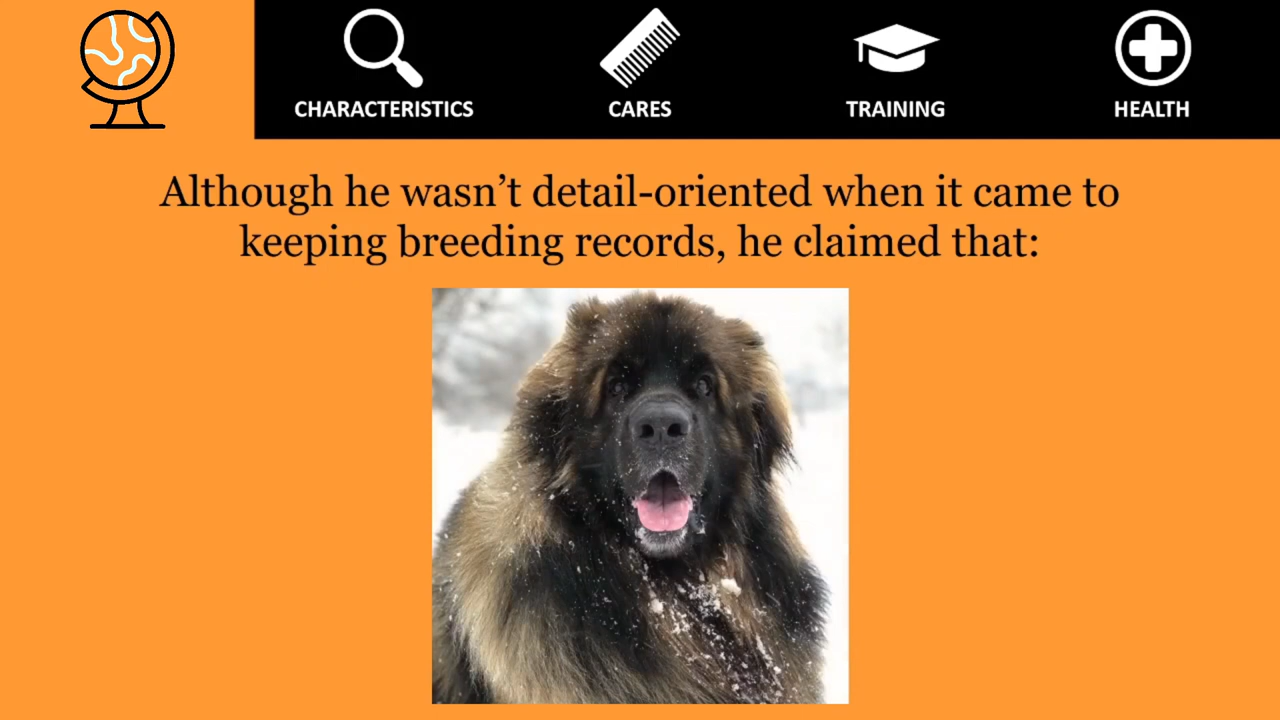 CHARACTERISTICS
CARES
TRAINING
HEALTH
Although he wasn’t detail-oriented when it came to
keeping breeding records, he claimed that: